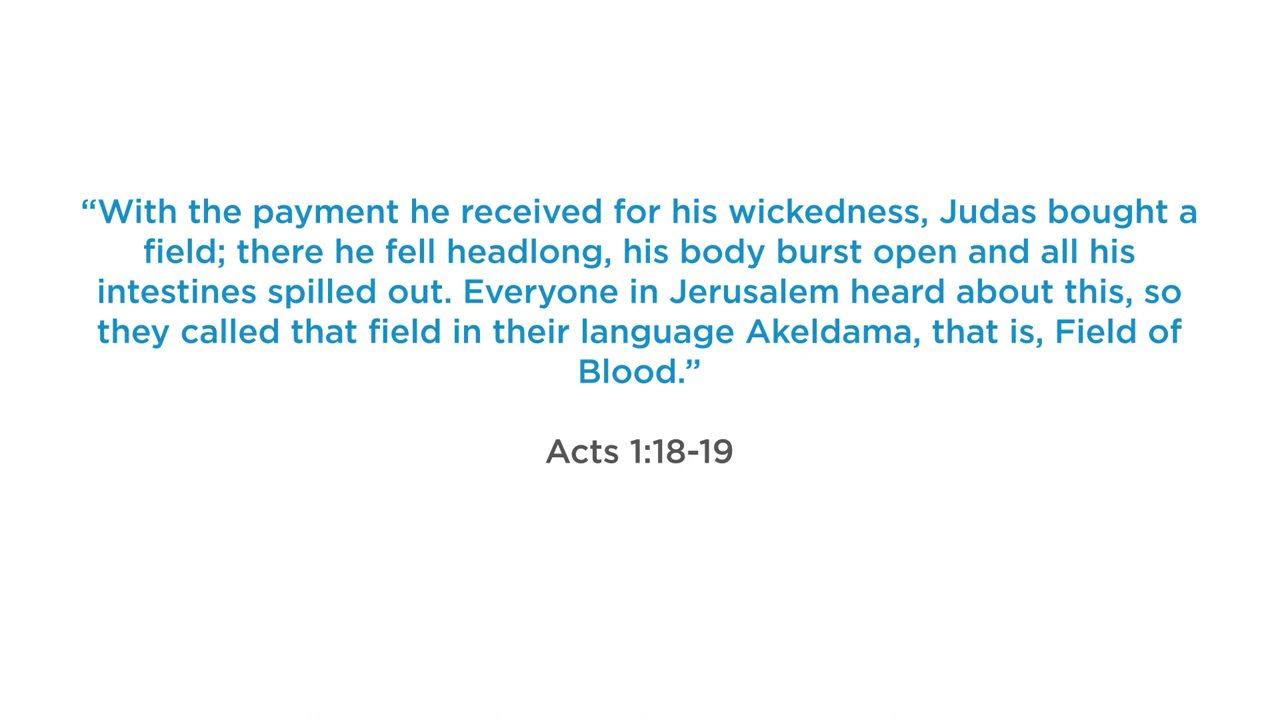 “With the payment he received for his wickedness, Judas bought a
field; there he fell headlong, his body burst open and all his
intestines spilled out. Everyone in Jerusalem heard about this, so
they called that field in their language Akeldama, that is, Field of
Blood.”
Acts 1:18-19